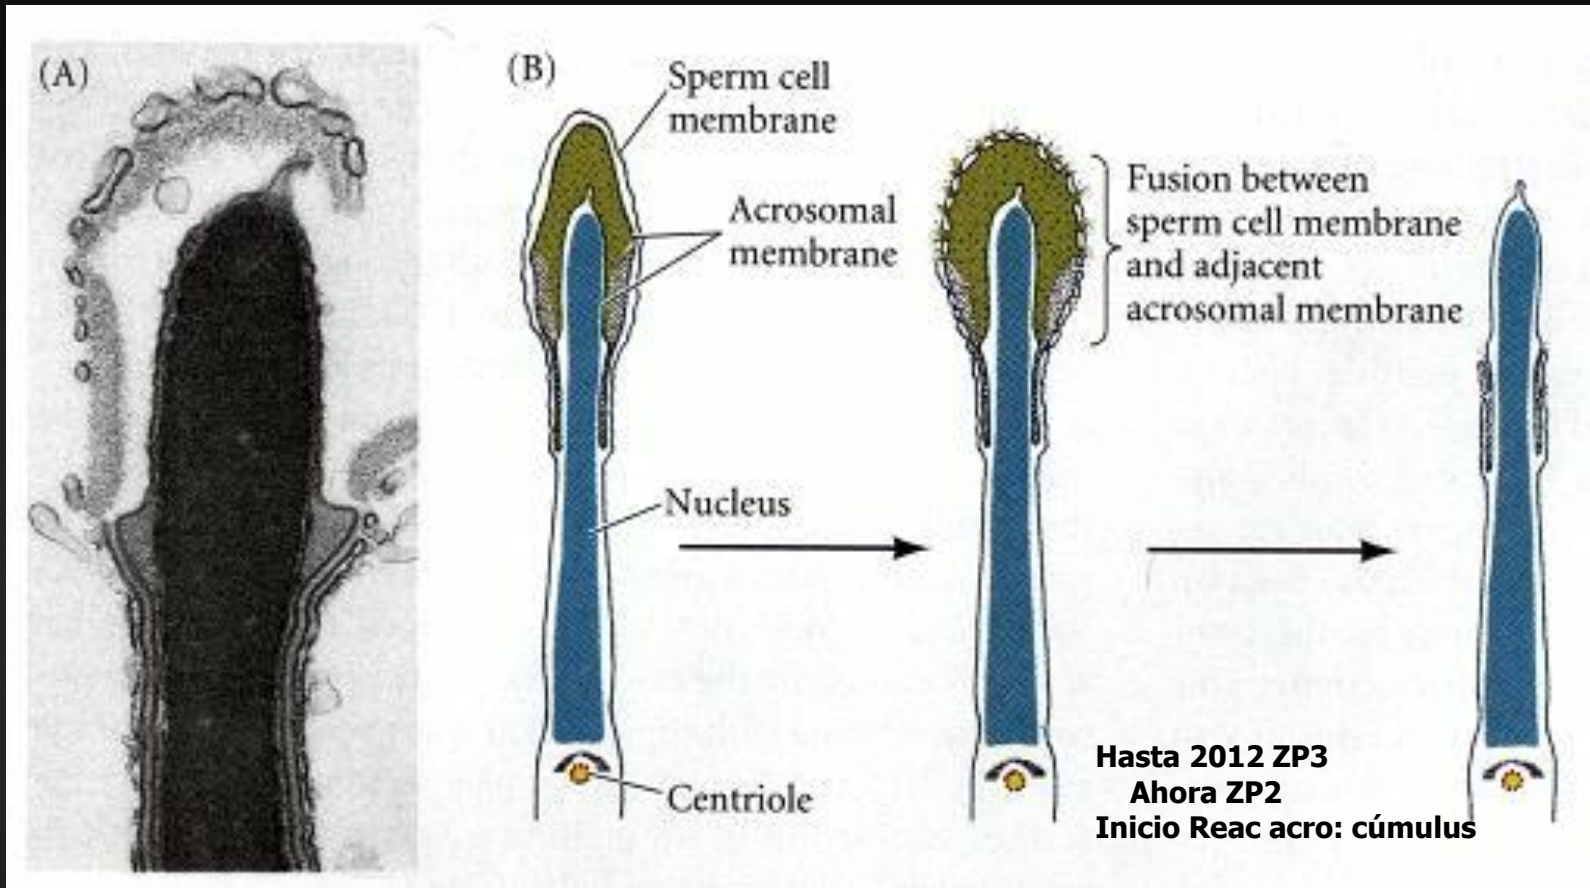 (A)
(B)
Sperm cell
membrane
Acrosomal
membrane
Fusion between
sperm cell membrane
and adjacent
acrosomal membrane
Nucleus
Centriole
Hasta 2012 ZP3
Ahora ZP2
Inicio Reac acro: cúmulus